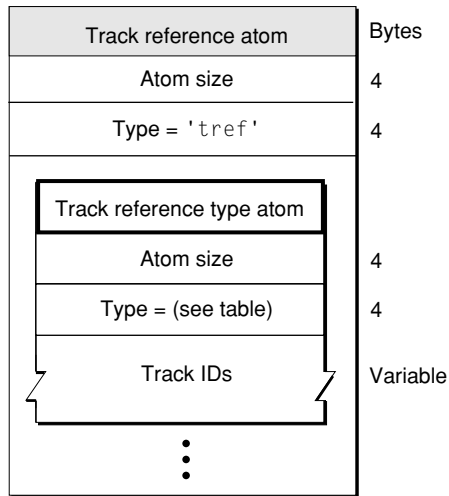 Track reference atom Bytes
Atom size 4
Type = 'tref' 4
Track reference type atom
Atom size 4
Type = (see table) 4
Track IDs Variable